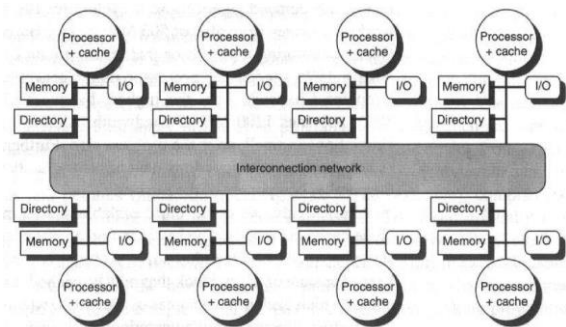 Processor
+ cache
Processor
+ cache
Processor
+ cache
Processor
+ cache
Memory
I/O
Memory
I/O
Memory
I/O
Memory
I/O
Directory
Directory
Directory
Directory
Interconnection network
Directory
Directory
Directory
Directory
Memory
I/O
Memory
I/O
Memory
I/O
Memory
I/O
Processor
+ cache
Processor
+ cache
Processor
+ cache
Processor
+ cache